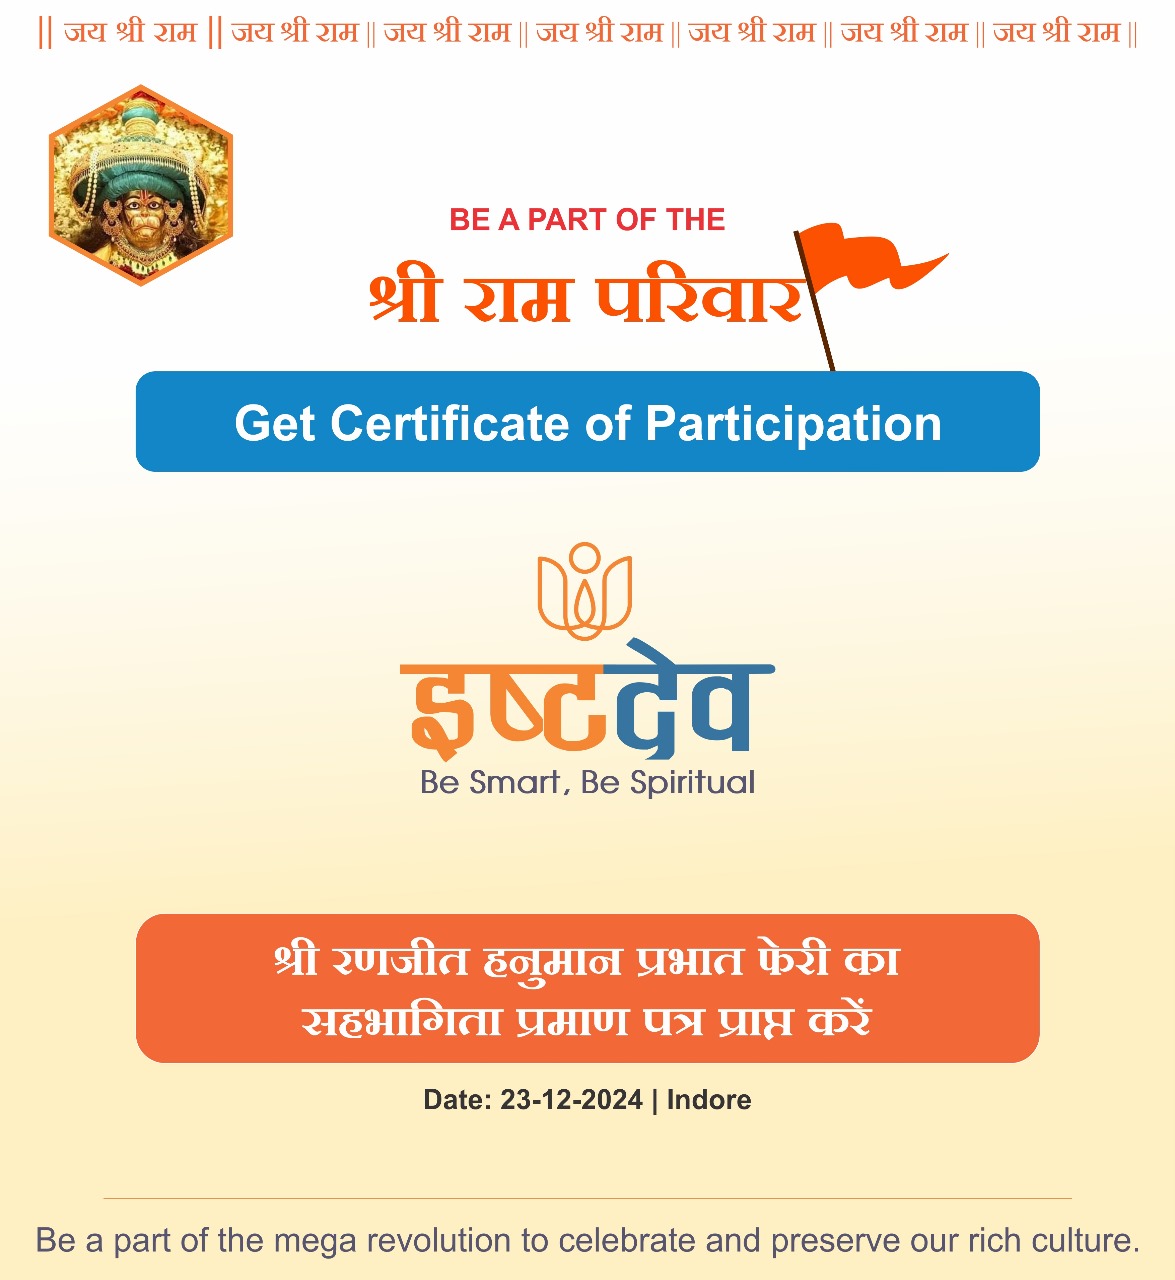 || जय श्री राम || जय श्री राम || जय श्री राम || जय श्री राम || जय श्री राम || जय श्री राम || जय श्री राम ||
BE A PART OF THE
श्री राम परिवार
Get Certificate of Participation
इष्टदेव
Be Smart, Be Spiritual
श्री रणजीत हनुमान प्रभात फेरी का
सहभागिता प्रमाण पत्र प्राप्त करें
Date: 23-12-2024 | Indore
Be a part of the mega revolution to celebrate and preserve our rich culture.